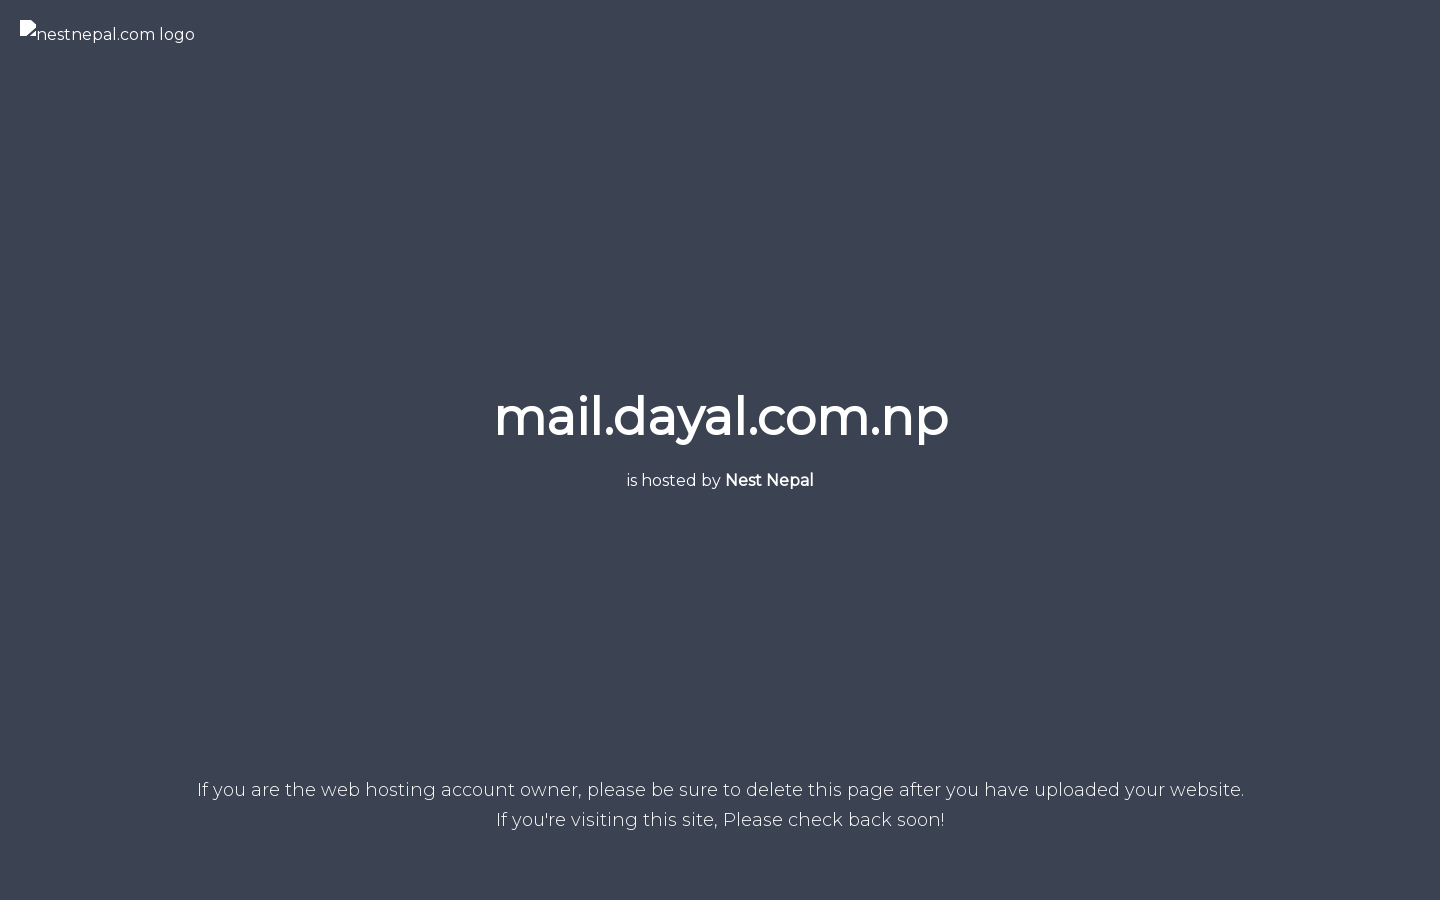 nestnepal.com logo
mail.dayal.com.np
is hosted by Nest Nepal
If you are the web hosting account owner, please be sure to delete this page after you have uploaded your website.
If you're visiting this site, Please check back soon!